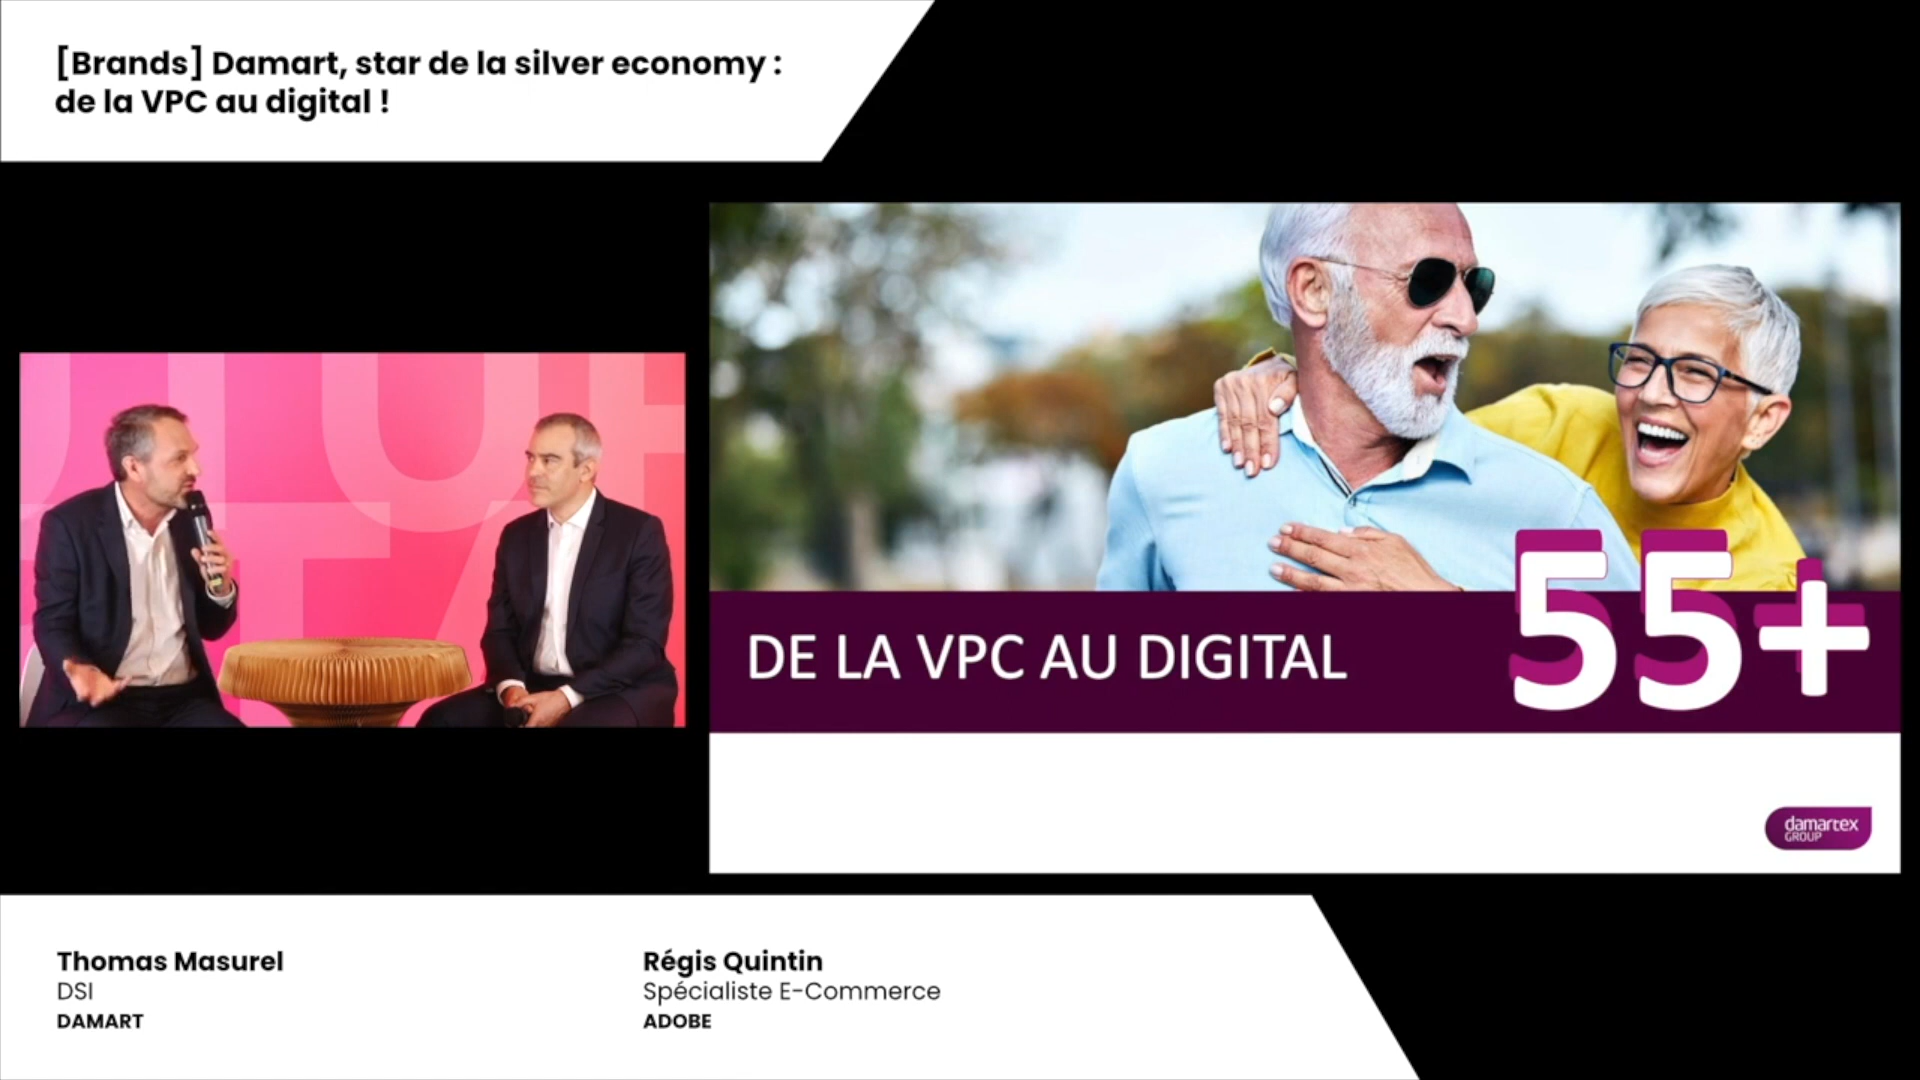 [Brands] Damart, star de la silver economy :
de la VPC au digital !
DE LA VPC AU DIGITAL
55+
damartex
GROUP
Thomas Masurel
DSI
DAMART
Régis Quintin
Spécialiste E-Commerce
ADOBE